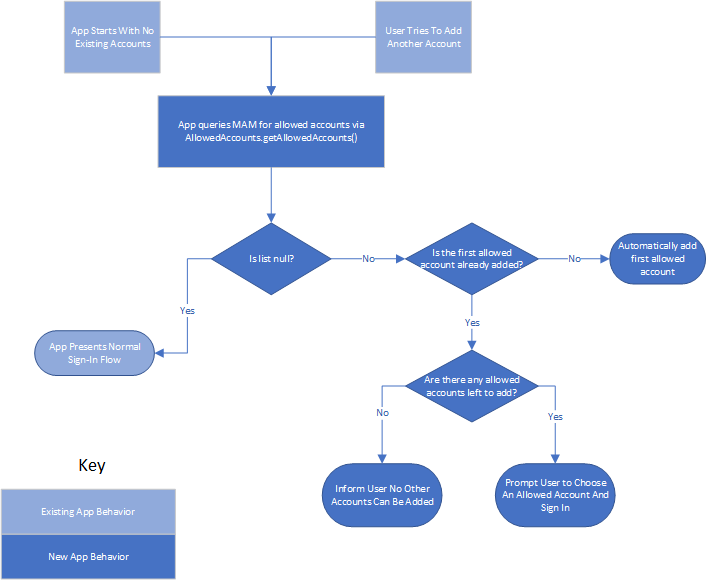 App Starts With No
Existing Accounts
User Tries To Add
Another Account
App queries MAM for allowed accounts via
AllowedAccounts.getAllowedAccounts()
Is list null?
No
Is the first allowed
account already added?
No
Automatically add
first allowed
account
Yes
Yes
App Presents Normal
Sign-In Flow
Are there any allowed
accounts left to add?
No
Yes
Inform User No Other
Accounts Can Be Added
Prompt User to Choose
An Allowed Account And
Sign In
Key
Existing App Behavior
New App Behavior